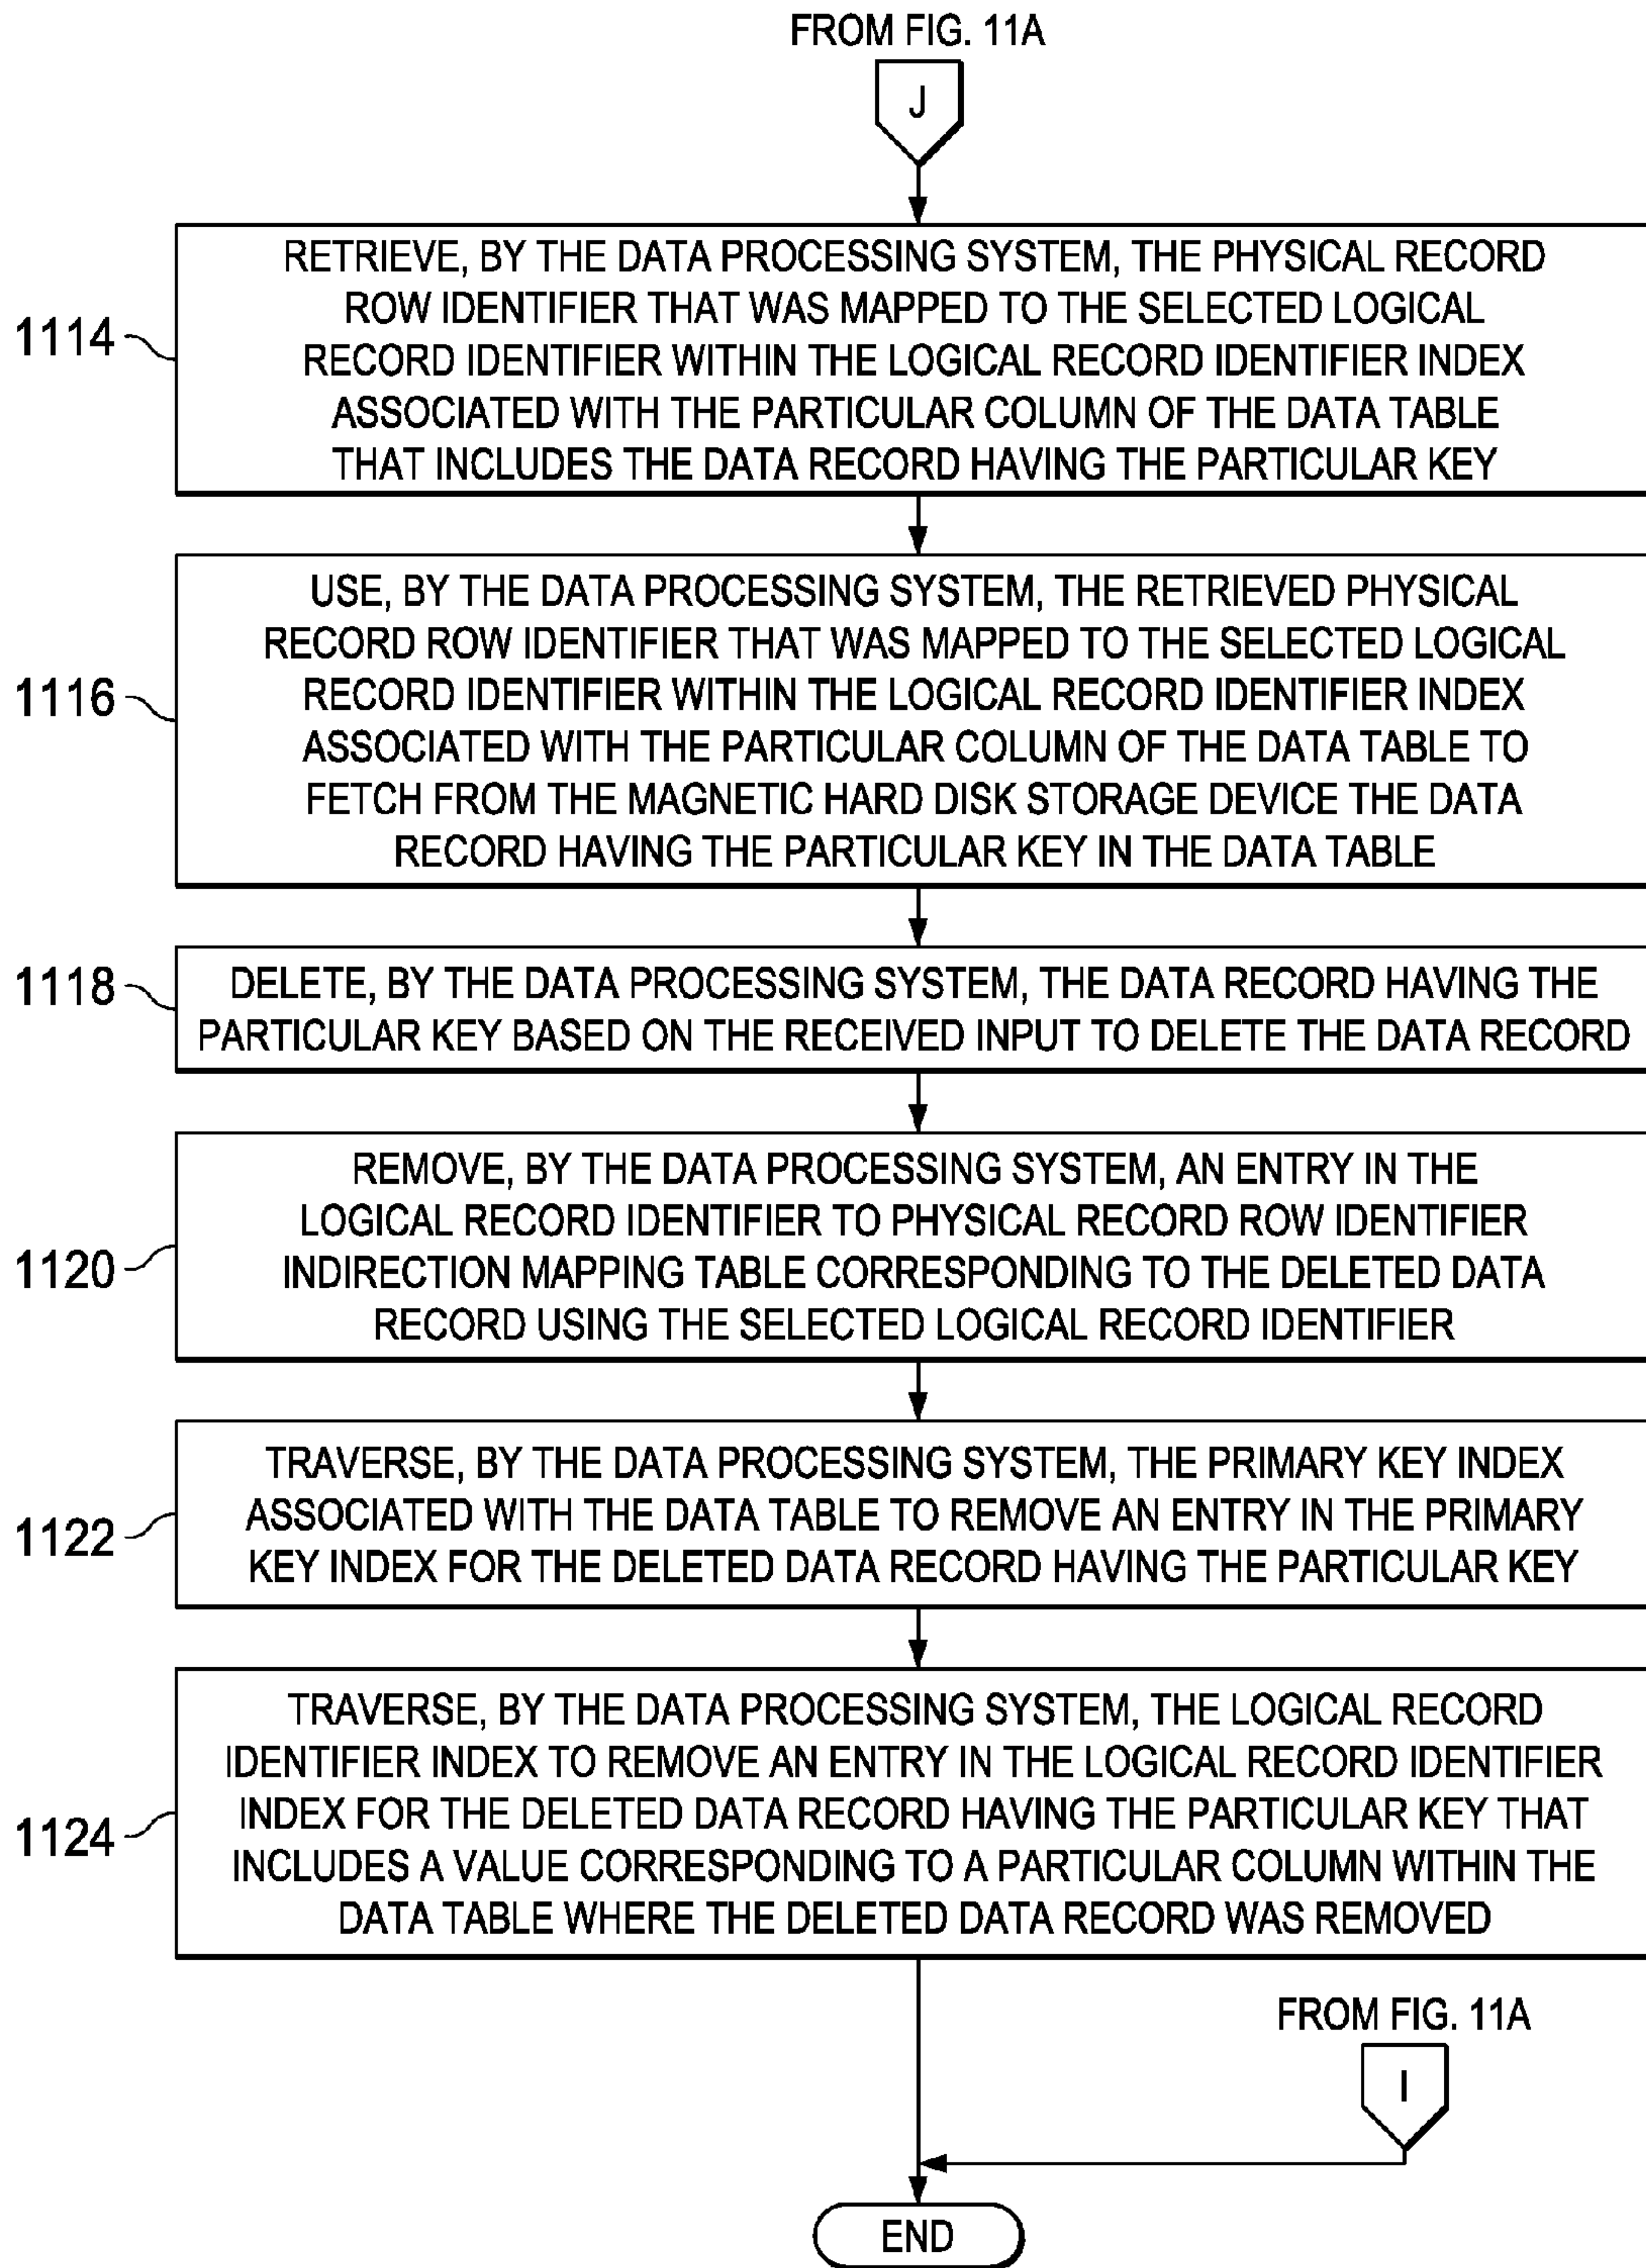 FROM FIG. 11A
J
1114
RETRIEVE, BY THE DATA PROCESSING SYSTEM, THE PHYSICAL RECORD
ROW IDENTIFIER THAT WAS MAPPED TO THE SELECTED LOGICAL
RECORD IDENTIFIER WITHIN THE LOGICAL RECORD IDENTIFIER INDEX
ASSOCIATED WITH THE PARTICULAR COLUMN OF THE DATA TABLE
THAT INCLUDES THE DATA RECORD HAVING THE PARTICULAR KEY
1116
USE, BY THE DATA PROCESSING SYSTEM, THE RETRIEVED PHYSICAL
RECORD ROW IDENTIFIER THAT WAS MAPPED TO THE SELECTED LOGICAL
RECORD IDENTIFIER WITHIN THE LOGICAL RECORD IDENTIFIER INDEX
ASSOCIATED WITH THE PARTICULAR COLUMN OF THE DATA TABLE TO
FETCH FROM THE MAGNETIC HARD DISK STORAGE DEVICE THE DATA
RECORD HAVING THE PARTICULAR KEY IN THE DATA TABLE
1118
DELETE, BY THE DATA PROCESSING SYSTEM, THE DATA RECORD HAVING THE
PARTICULAR KEY BASED ON THE RECEIVED INPUT TO DELETE THE DATA RECORD
1120
REMOVE, BY THE DATA PROCESSING SYSTEM, AN ENTRY IN THE
LOGICAL RECORD IDENTIFIER TO PHYSICAL RECORD ROW IDENTIFIER
INDIRECTION MAPPING TABLE CORRESPONDING TO THE DELETED DATA
RECORD USING THE SELECTED LOGICAL RECORD IDENTIFIER
1122
TRAVERSE, BY THE DATA PROCESSING SYSTEM, THE PRIMARY KEY INDEX
ASSOCIATED WITH THE DATA TABLE TO REMOVE AN ENTRY IN THE PRIMARY
KEY INDEX FOR THE DELETED DATA RECORD HAVING THE PARTICULAR KEY
1124
TRAVERSE, BY THE DATA PROCESSING SYSTEM, THE LOGICAL RECORD
IDENTIFIER INDEX TO REMOVE AN ENTRY IN THE LOGICAL RECORD IDENTIFIER
INDEX FOR THE DELETED DATA RECORD HAVING THE PARTICULAR KEY THAT
INCLUDES A VALUE CORRESPONDING TO A PARTICULAR COLUMN WITHIN THE
DATA TABLE WHERE THE DELETED DATA RECORD WAS REMOVED
FROM FIG. 11A
I
END